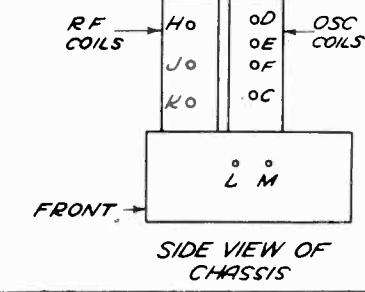 RF COILS
H
J
K
D
E
F
C
OSC COILS
L M
FRONT
SIDE VIEW OF
CHASSIS